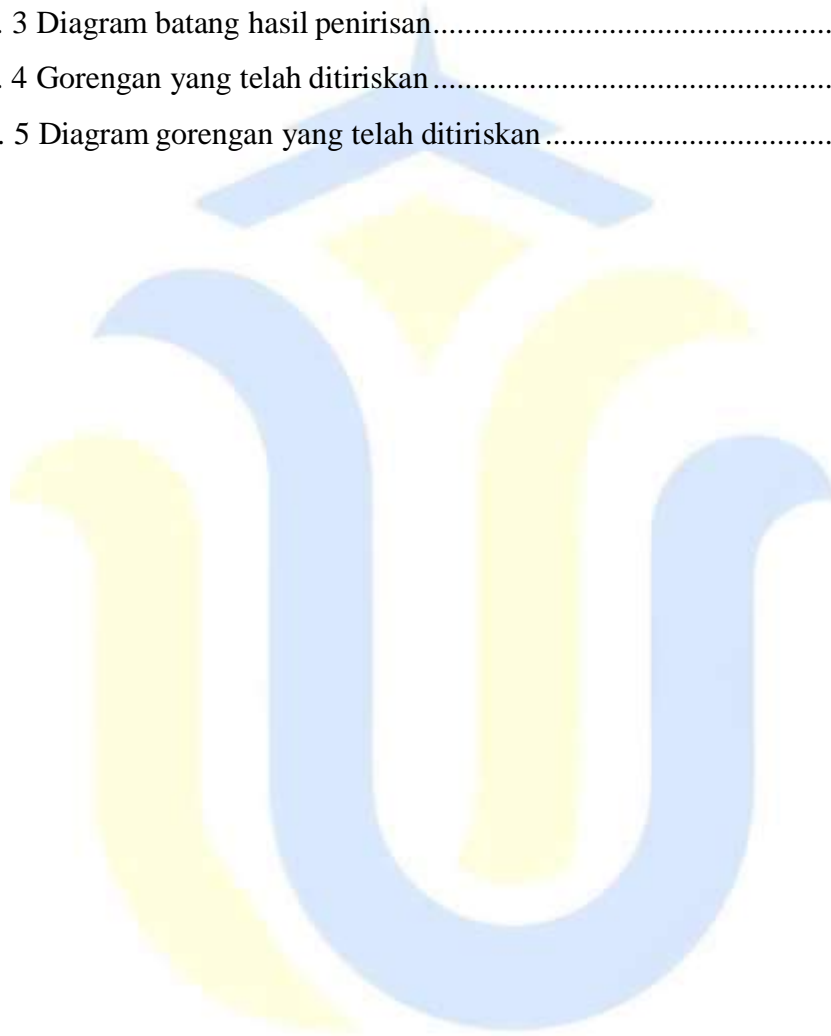 . 3 Diagram batang hasil penirisan.....................................................
. 4 Gorengan yang telah ditiriskan.....................................................
. 5 Diagram gorengan yang telah ditiriskan......................................